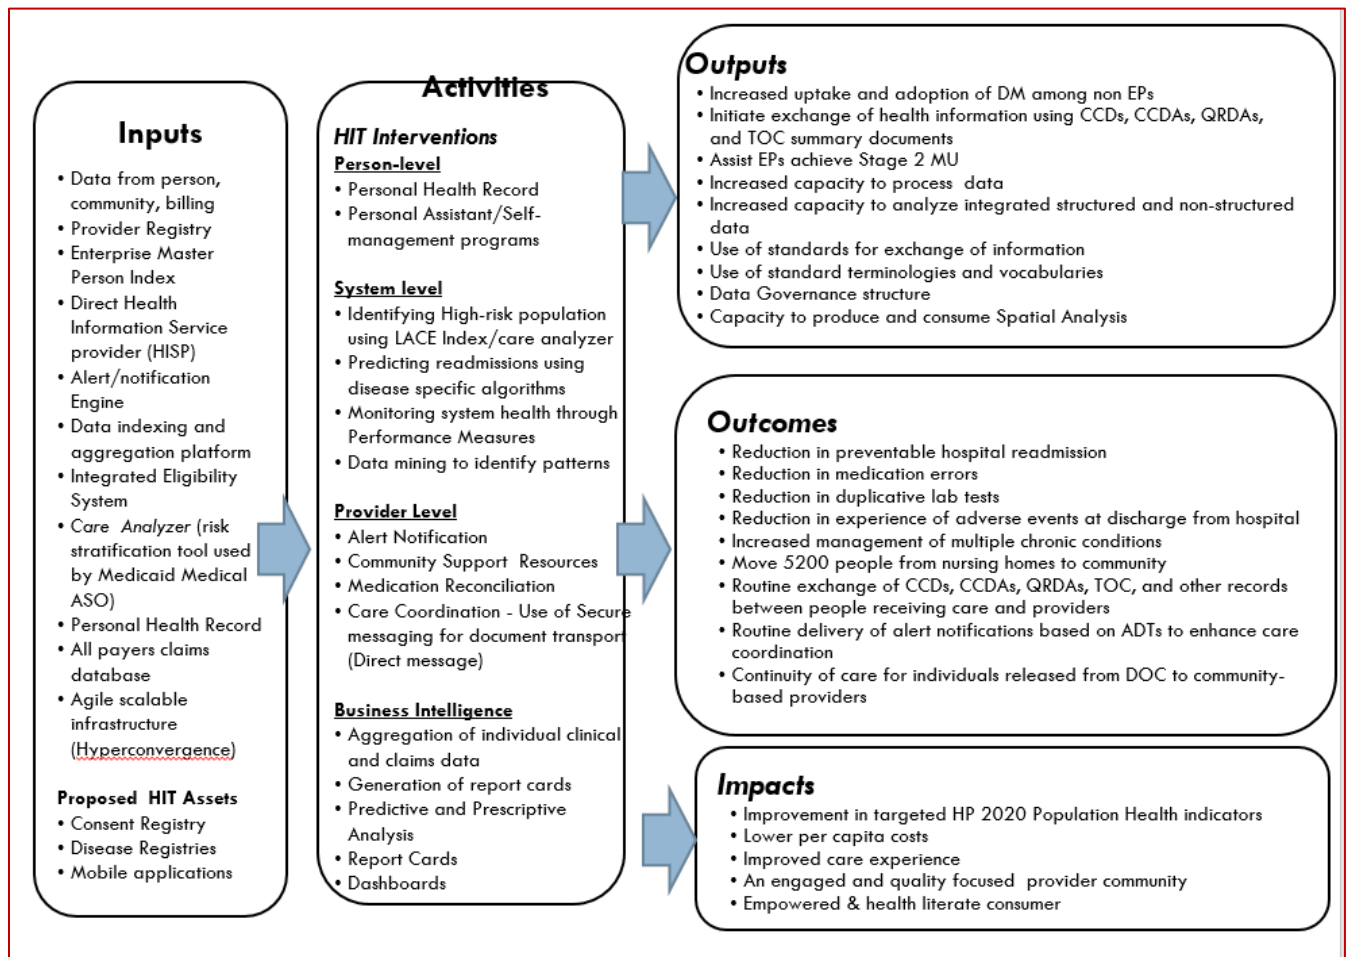 Inputs
• Data from person,
community, billing
• Provider Registry
• Enterprise Master
Person Index
• Direct Health
Information Service
provider (HISP)
• Alert/notification
Engine
• Data indexing and
aggregation platform
• Integrated Eligibility
System
• Care Analyzer (risk
stratification tool used
by Medicaid Medical
ASO)
• Personal Health Record
• All payers claims
database
• Agile scalable
infrastructure
(Hyperconvergence)
Proposed HIT Assets
• Consent Registry
• Disease Registries
• Mobile applications
Activities
HIT Interventions
Person-level
• Personal Health Record
• Personal Assistant/Self-
management programs
System level
• Identifying High-risk population
using LACE Index/care analyzer
• Predicting readmissions using
disease specific algorithms
• Monitoring system health through
Performance Measures
• Data mining to identify patterns
Provider Level
• Alert Notification
• Community Support Resources
• Medication Reconciliation
• Care Coordination - Use of Secure
messaging for document transport
(Direct message)
Business Intelligence
• Aggregation of individual clinical
and claims data
• Generation of report cards
• Predictive and Prescriptive
Analysis
• Report Cards
• Dashboards
Outputs
• Increased uptake and adoption of DM among non EPs
• Initiate exchange of health information using CCDs, CCDAs, QRDAs,
and TOC summary documents
• Assist EPs achieve Stage 2 MU
• Increased capacity to process data
• Increased capacity to analyze integrated structured and non-structured
data
• Use of standards for exchange of information
• Use of standard terminologies and vocabularies
• Data Governance structure
• Capacity to produce and consume Spatial Analysis
Outcomes
• Reduction in preventable hospital readmission
• Reduction in medication errors
• Reduction in duplicative lab tests
• Reduction in experience of adverse events at discharge from hospital
• Increased management of multiple chronic conditions
• Move 5200 people from nursing homes to community
• Routine exchange of CCDs, CCDAs, QRDAs, TOC, and other records
between people receiving care and providers
• Routine delivery of alert notifications based on ADTs to enhance care
coordination
• Continuity of care for individuals released from DOC to community-
based providers
Impacts
• Improvement in targeted HP 2020 Population Health indicators
• Lower per capita costs
• Improved care experience
• An engaged and quality focused provider community
• Empowered & health literate consumer